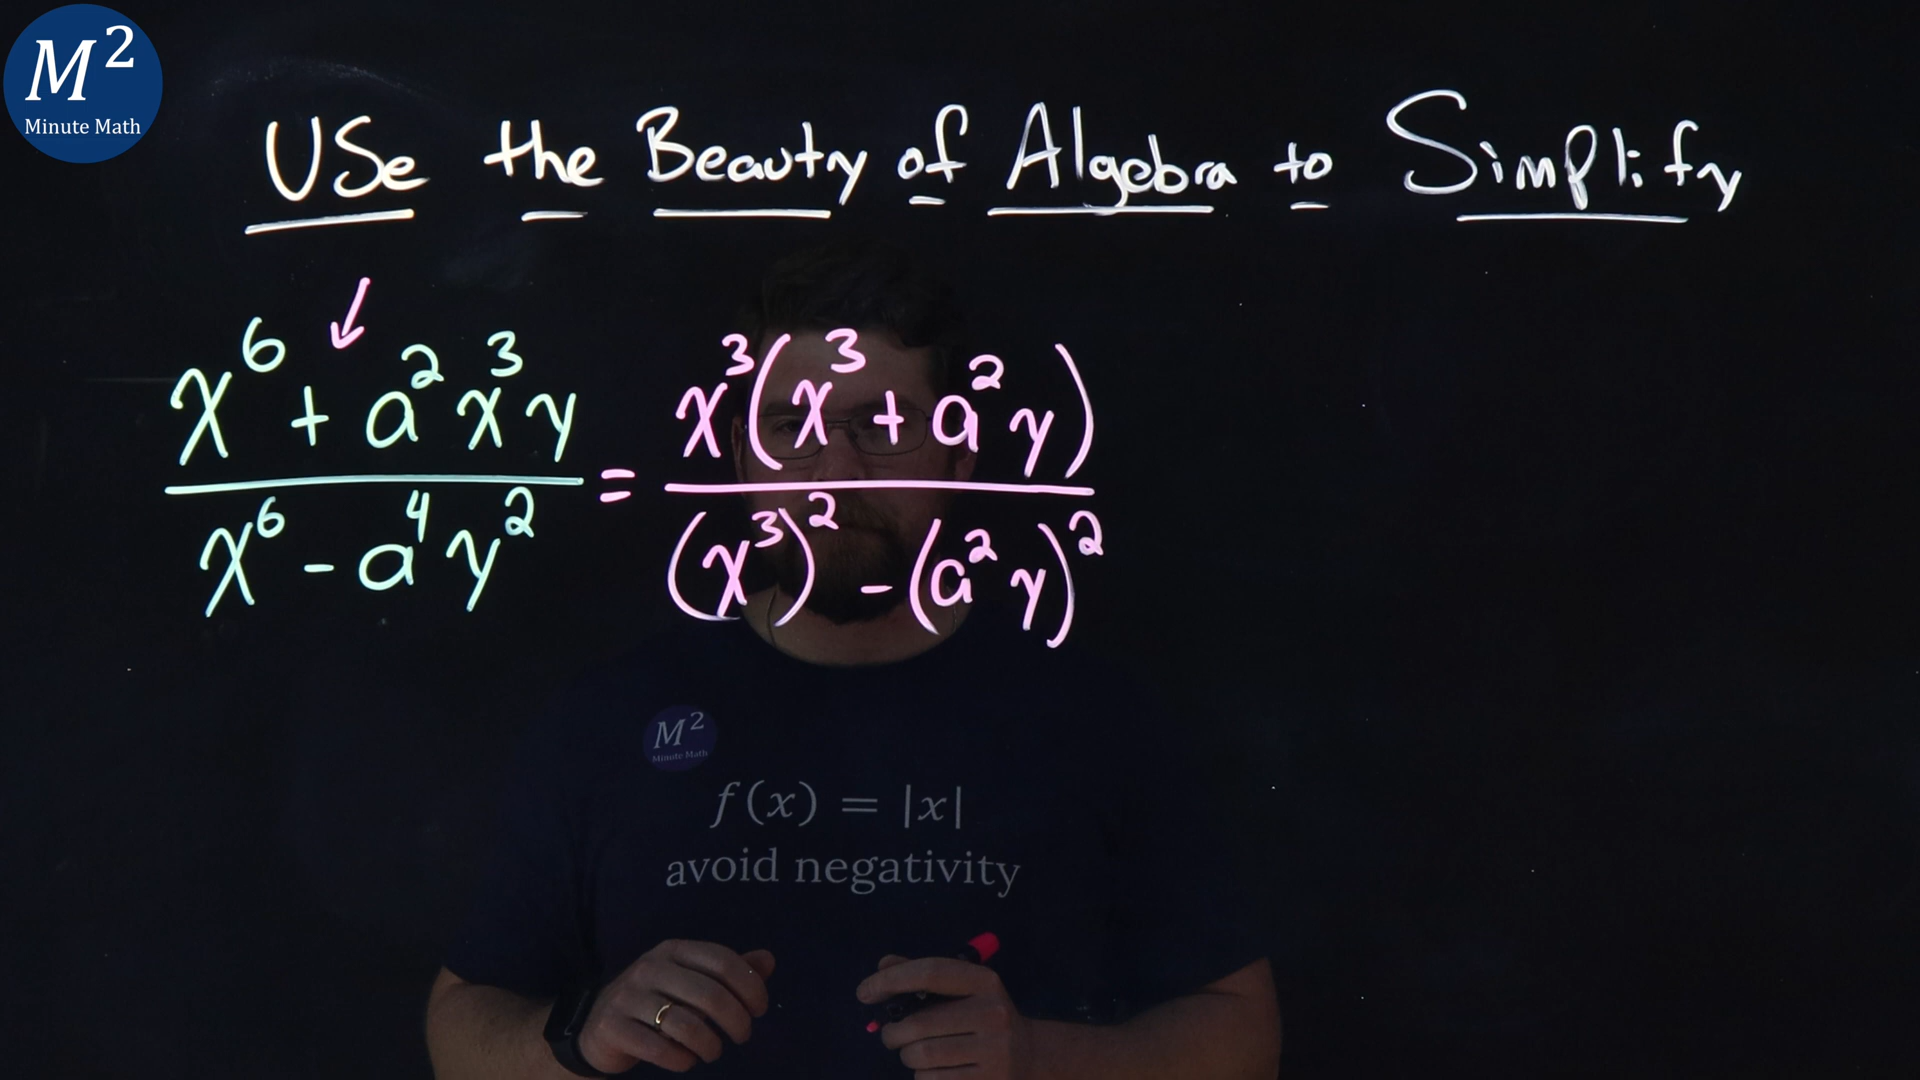 M²
Minute Math
USe the Beauty of Algebra to Simplify
x⁶ + a²x³y = x³(x³ + a²y)
x⁶ - a⁴y² (x³)² - (a²y)²
M²
Minute Math
f(x) = |x|
avoid negativity